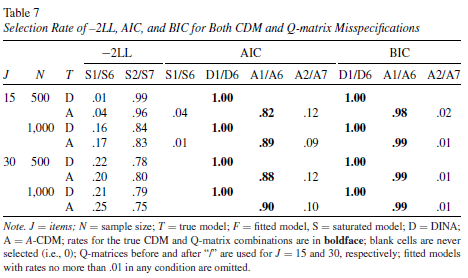 Table 7
Selection Rate of –2LL, AIC, and BIC for Both CDM and Q-matrix Misspecifications
–2LL AIC BIC
J N T S1/S6 S2/S7 S1/S6 D1/D6 A1/A6 A2/A7 D1/D6 A1/A6 A2/A7
15 500 D .01 .99 1.00 1.00
A .04 .96 .04 .82 .12 .98 .02
1,000 D .16 .84 1.00 1.00
A .17 .83 .01 .89 .09 .99 .01
30 500 D .22 .78 1.00 1.00
A .20 .80 .88 .12 .99 .01
1,000 D .21 .79 1.00 1.00
A .25 .75 .90 .10 .99 .01
Note. J = items; N = sample size; T = true model; F = fitted model, S = saturated model; D = DINA;
A = A-CDM; rates for the true CDM and Q-matrix combinations are in boldface; blank cells are never
selected (i.e., 0); Q-matrices before and after “/” are used for J = 15 and 30, respectively; fitted models
with rates no more than .01 in any condition are omitted.